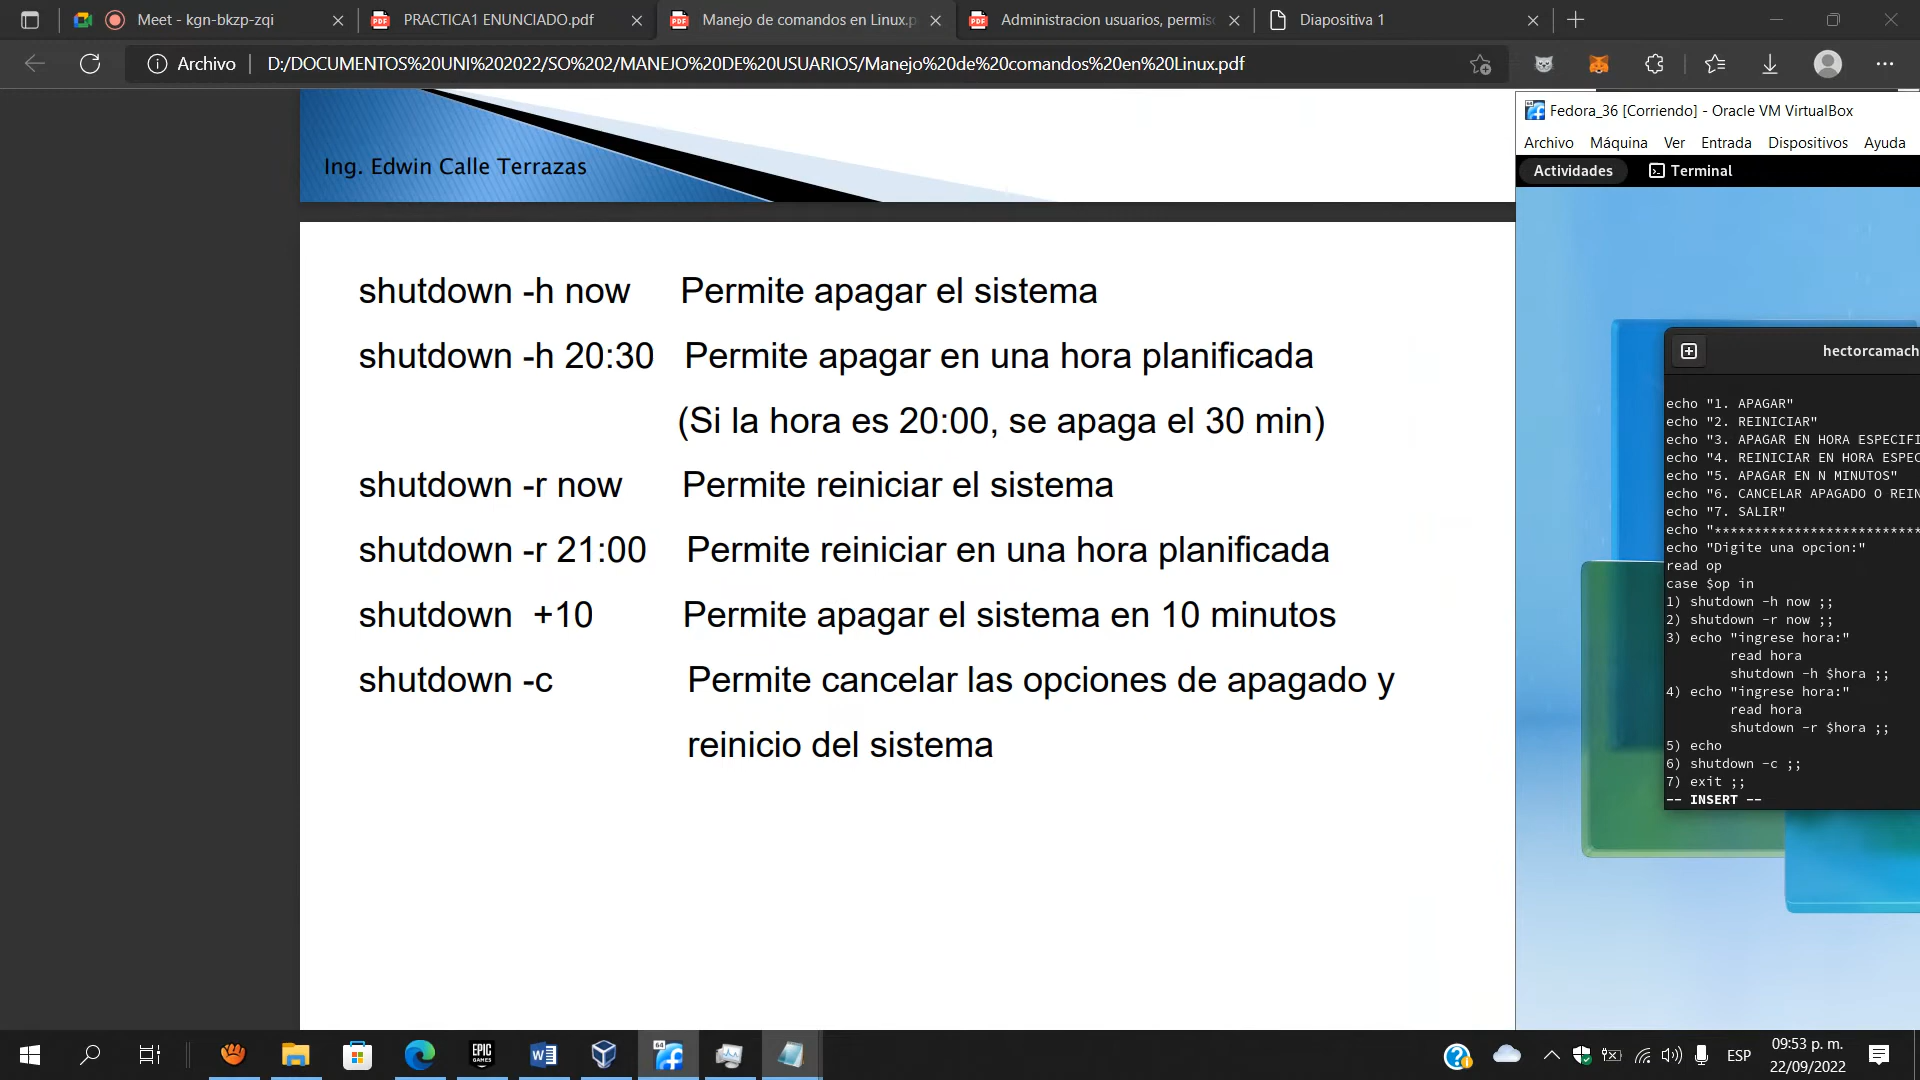 Meet - kgn-bkzp-zqi
PRACTICA1 ENUNCIADO.pdf
Manejo de comandos en Linux.p
Administracion usuarios, permiso
Diapositiva 1
Archivo
D:/DOCUMENTOS%20UNI%202022/SO%202/MANEJO%20DE%20USUARIOS/Manejo%20de%20comandos%20en%20Linux.pdf
Ing. Edwin Calle Terrazas
shutdown -h now Permite apagar el sistema
shutdown -h 20:30 Permite apagar en una hora planificada
(Si la hora es 20:00, se apaga el 30 min)
shutdown -r now Permite reiniciar el sistema
shutdown -r 21:00 Permite reiniciar en una hora planificada
shutdown +10 Permite apagar el sistema en 10 minutos
shutdown -c Permite cancelar las opciones de apagado y
reinicio del sistema
Fedora_36 [Corriendo] - Oracle VM VirtualBox
Archivo Máquina Ver Entrada Dispositivos Ayuda
Actividades Terminal
hectorcamach
echo "1. APAGAR"
echo "2. REINICIAR"
echo "3. APAGAR EN HORA ESPECIFI
echo "4. REINICIAR EN HORA ESPEC
echo "5. APAGAR EN N MINUTOS"
echo "6. CANCELAR APAGADO O REIN
echo "7. SALIR"
echo "**************************
echo "Digite una opcion:"
read op
case $op in
1) shutdown -h now ;;
2) shutdown -r now ;;
3) echo "ingrese hora:"
read hora
shutdown -h $hora ;;
4) echo "ingrese hora:"
read hora
shutdown -r $hora ;;
5) echo
6) shutdown -c ;;
7) exit ;;
-- INSERT --
EPIC GAMES
64
ESP
09:53 p. m.
22/09/2022